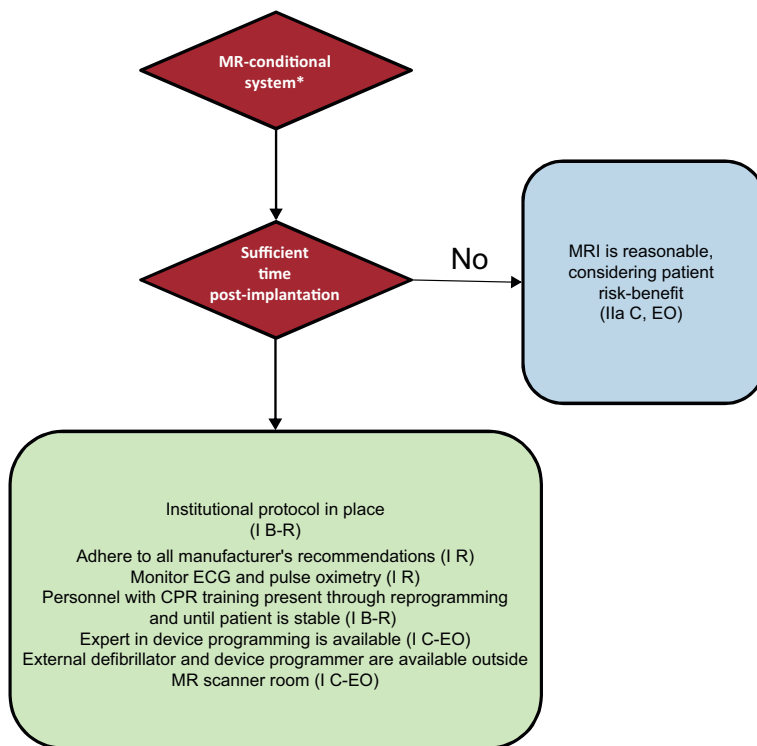 MR-conditional
system*
Sufficient
time
post-implantation
No
MRI is reasonable,
considering patient
risk-benefit
(IIa C, EO)
Institutional protocol in place
(I B-R)
Adhere to all manufacturer's recommendations (I R)
Monitor ECG and pulse oximetry (I R)
Personnel with CPR training present through reprogramming
and until patient is stable (I B-R)
Expert in device programming is available (I C-EO)
External defibrillator and device programmer are available outside
MR scanner room (I C-EO)